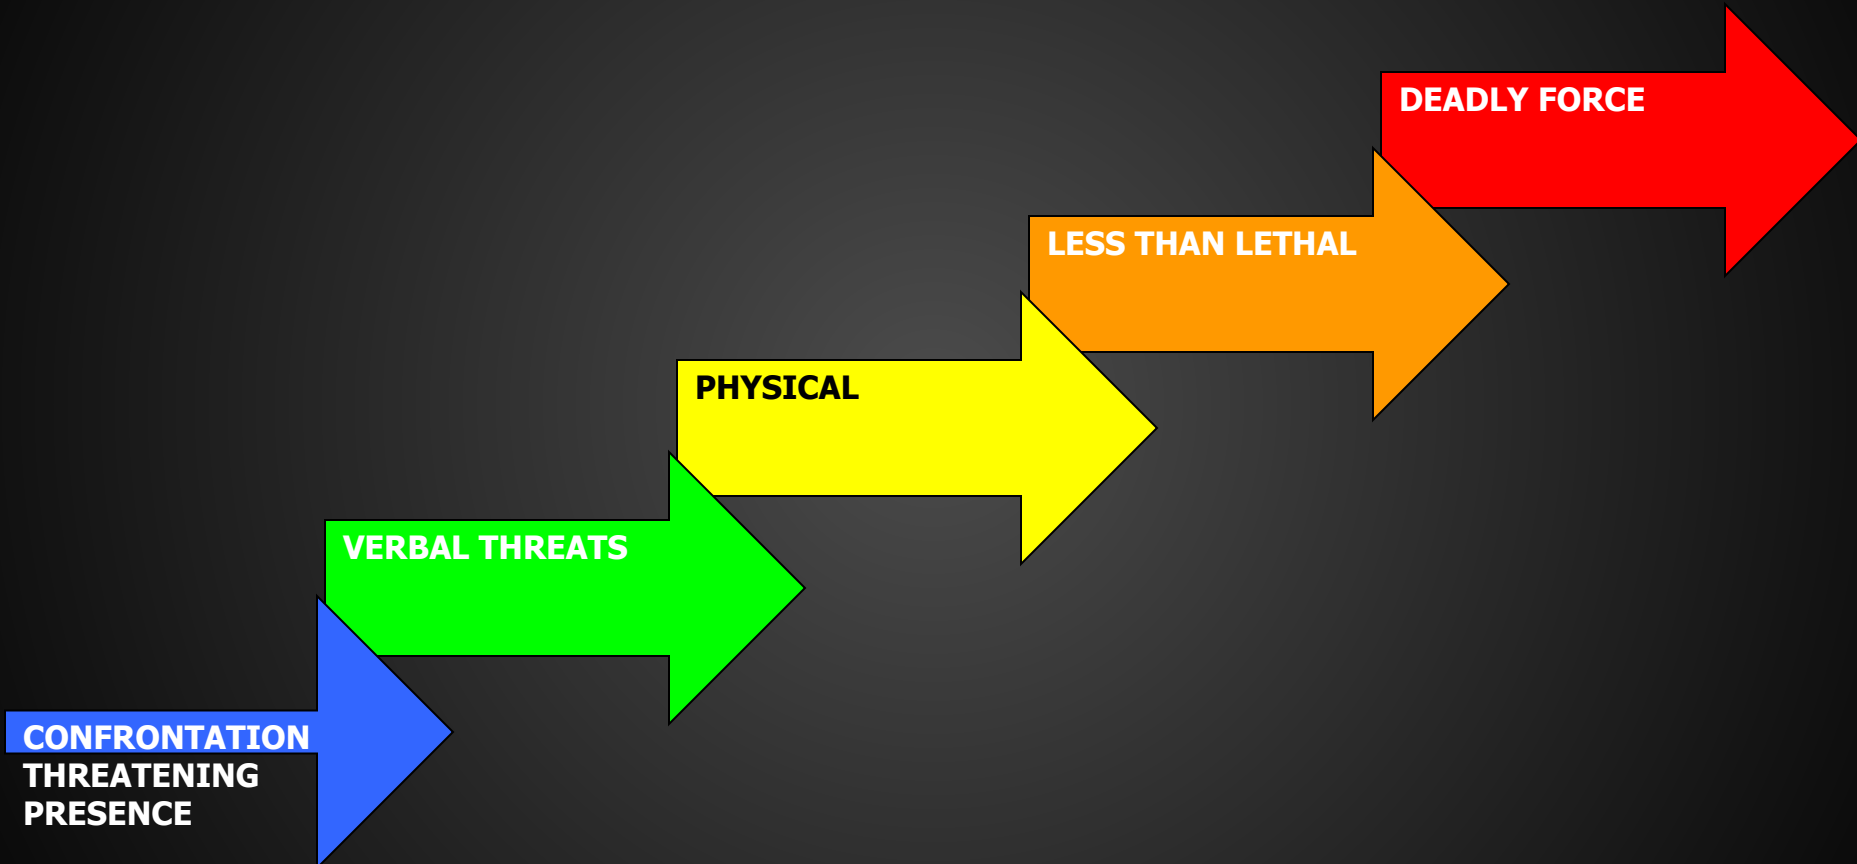 DEADLY FORCE
LESS THAN LETHAL
PHYSICAL
VERBAL THREATS
CONFRONTATION
THREATENING
PRESENCE